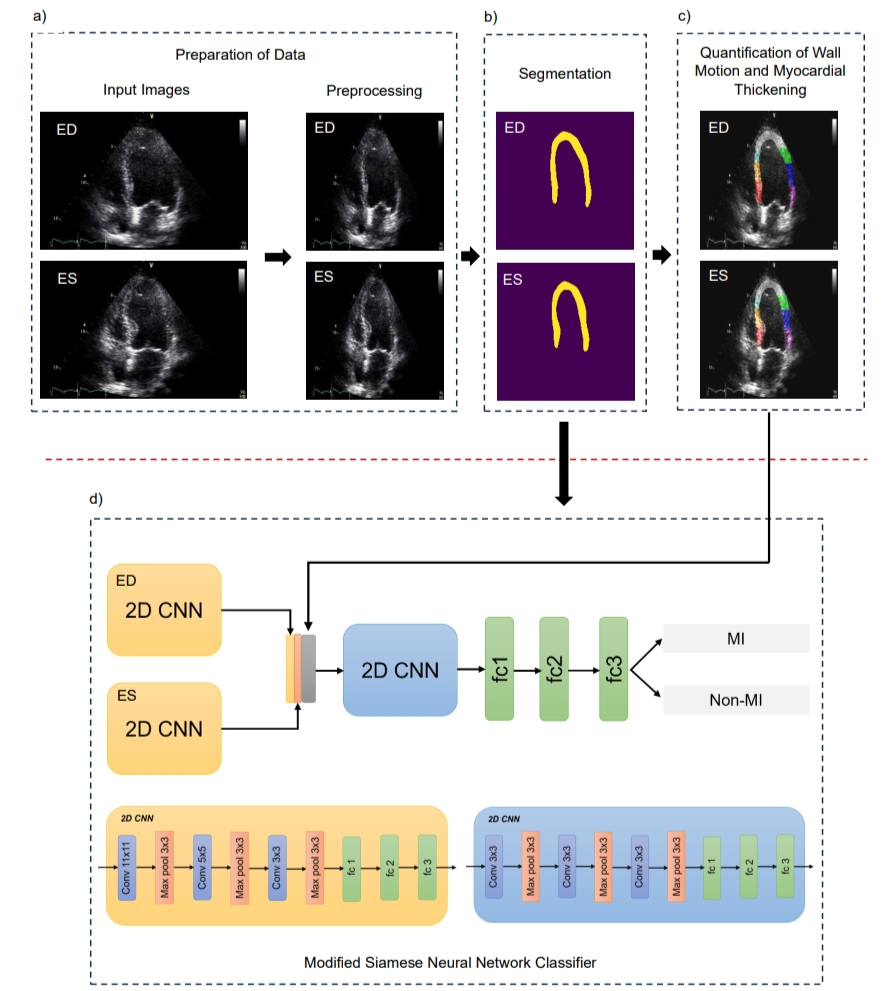 a)
Preparation of Data
Input Images
Preprocessing
ED
ED
ES
ES
b)
Segmentation
ED
ES
c)
Quantification of Wall
Motion and Myocardial
Thickening
ED
ES
d)
ED
2D CNN
ES
2D CNN
2D CNN
fc1
fc2
fc3
MI
Non-MI
2D CNN
Conv 11x11
Max pool 3x3
Conv 5x5
Max pool 3x3
Conv 3x3
Max pool 3x3
fc 1
fc 2
fc 3
2D CNN
Conv 3x3
Max pool 3x3
Conv 3x3
Max pool 3x3
Conv 3x3
Max pool 3x3
fc 1
fc 2
fc 3
Modified Siamese Neural Network Classifier